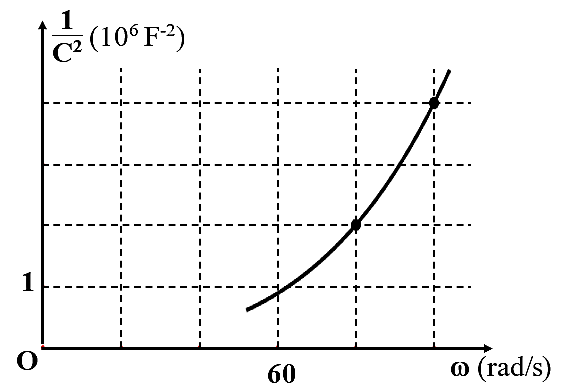 1
C² (10⁶ F⁻²)
1
O
60
ω (rad/s)